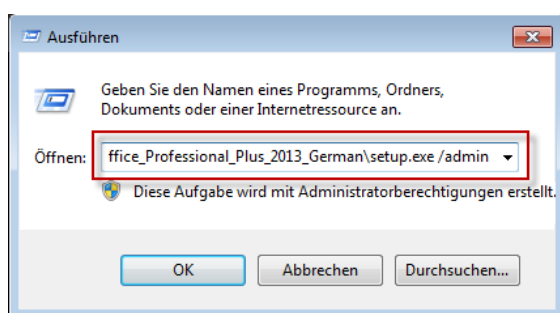 Ausführen
Geben Sie den Namen eines Programms, Ordners,
Dokuments oder einer Internetressource an.
Öffnen: ffice_Professional_Plus_2013_German\setup.exe /admin
Diese Aufgabe wird mit Administratorberechtigungen erstellt.
OK Abbrechen Durchsuchen...